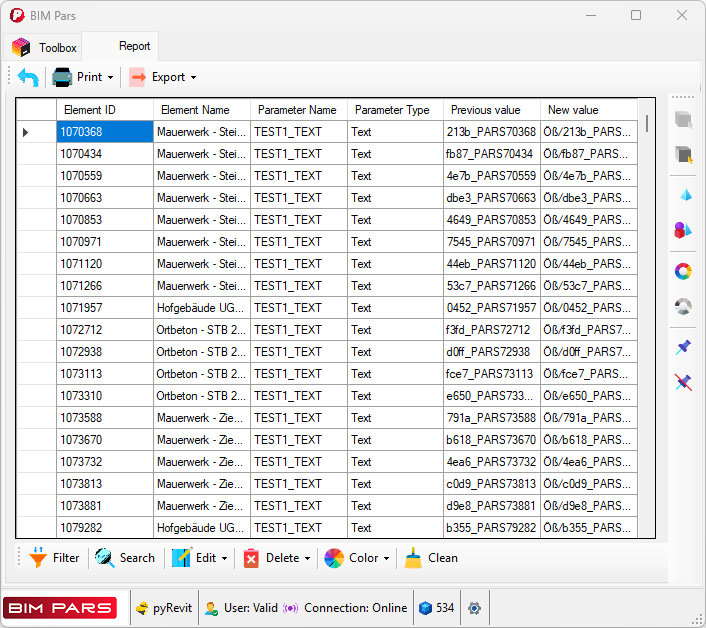 BIM Pars
Toolbox Report
Print Export
Element ID Element Name Parameter Name Parameter Type Previous value New value
1070368 Mauerwerk - Stei... TEST1_TEXT Text 213b_PARS70368 Öß/213b_PARS...
1070434 Mauerwerk - Stei... TEST1_TEXT Text fb87_PARS70434 Öß/fb87_PARS...
1070559 Mauerwerk - Stei... TEST1_TEXT Text 4e7b_PARS70559 Öß/4e7b_PARS...
1070663 Mauerwerk - Stei... TEST1_TEXT Text dbe3_PARS70663 Öß/dbe3_PARS...
1070853 Mauerwerk - Stei... TEST1_TEXT Text 4649_PARS70853 Öß/4649_PARS...
1070971 Mauerwerk - Stei... TEST1_TEXT Text 7545_PARS70971 Öß/7545_PARS...
1071120 Mauerwerk - Stei... TEST1_TEXT Text 44eb_PARS71120 Öß/44eb_PARS...
1071266 Mauerwerk - Stei... TEST1_TEXT Text 53c7_PARS71266 Öß/53c7_PARS...
1071957 Hofgebäude UG... TEST1_TEXT Text 0452_PARS71957 Öß/0452_PARS...
1072712 Ortbeton - STB 2... TEST1_TEXT Text f3fd_PARS72712 Öß/f3fd_PARS7...
1072938 Ortbeton - STB 2... TEST1_TEXT Text d0ff_PARS72938 Öß/d0ff_PARS7...
1073113 Ortbeton - STB 2... TEST1_TEXT Text fce7_PARS73113 Öß/fce7_PARS...
1073310 Ortbeton - STB 2... TEST1_TEXT Text e650_PARS733... Öß/e650_PARS...
1073588 Mauerwerk - Zie... TEST1_TEXT Text 791a_PARS73588 Öß/791a_PARS...
1073670 Mauerwerk - Zie... TEST1_TEXT Text b618_PARS73670 Öß/b618_PARS...
1073732 Mauerwerk - Zie... TEST1_TEXT Text 4ea6_PARS73732 Öß/4ea6_PARS...
1073813 Mauerwerk - Zie... TEST1_TEXT Text c0d9_PARS73813 Öß/c0d9_PARS...
1073881 Mauerwerk - Zie... TEST1_TEXT Text d9e8_PARS73881 Öß/d9e8_PARS...
1079282 Hofgebäude UG... TEST1_TEXT Text b355_PARS79282 Öß/b355_PARS...
Filter Search Edit Delete Color Clean
BIM PARS pyRevit User: Valid Connection: Online 534